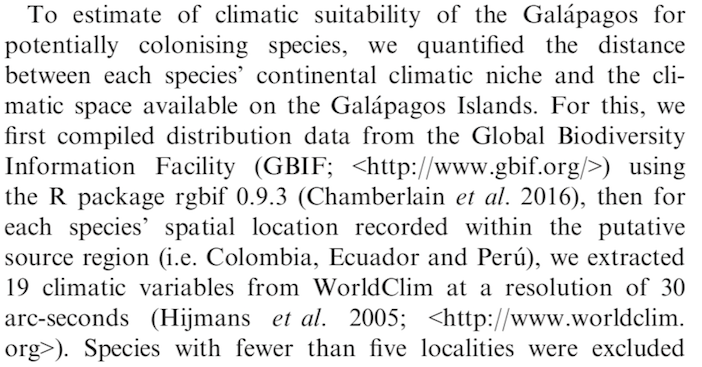 To estimate of climatic suitability of the Galápagos for
potentially colonising species, we quantified the distance
between each species’ continental climatic niche and the cli-
matic space available on the Galápagos Islands. For this, we
first compiled distribution data from the Global Biodiversity
Information Facility (GBIF; <http://www.gbif.org/>) using
the R package rgbif 0.9.3 (Chamberlain et al. 2016), then for
each species’ spatial location recorded within the putative
source region (i.e. Colombia, Ecuador and Perú), we extracted
19 climatic variables from WorldClim at a resolution of 30
arc-seconds (Hijmans et al. 2005; <http://www.worldclim.
org>). Species with fewer than five localities were excluded